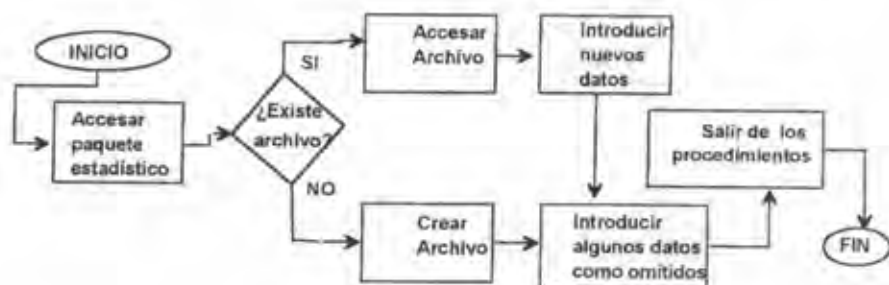 INICIO
Accesar
paquete
estadístico
¿Existe
archivo?
SI
Accesar
Archivo
Introducir
nuevos
datos
NO
Crear
Archivo
Introducir
algunos datos
como omitidos
Salir de los
procedimientos
FIN